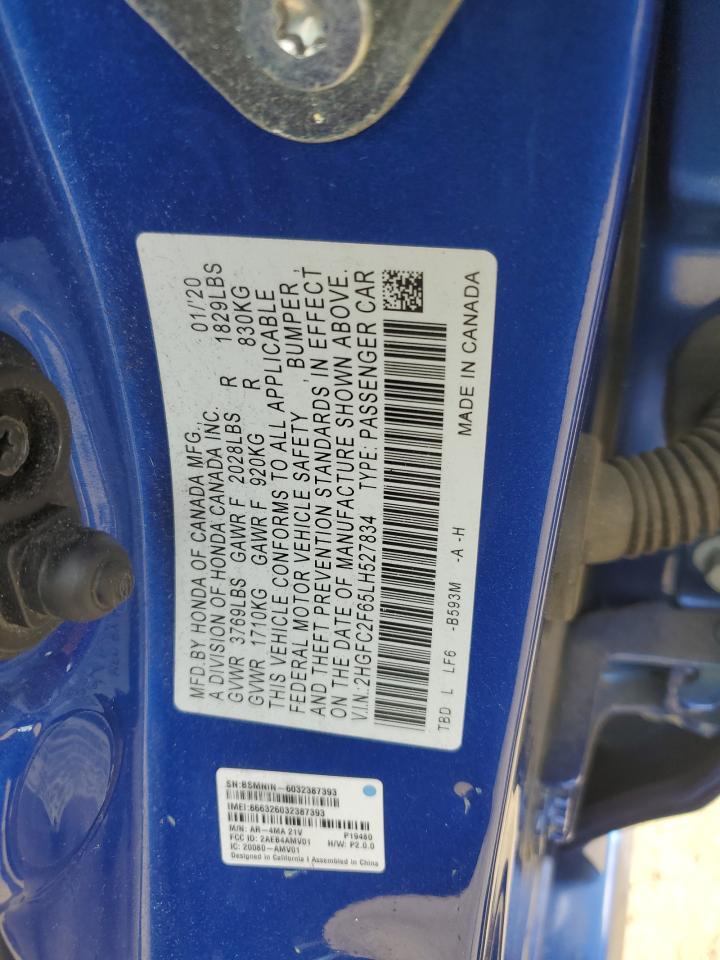 MFD.BY HONDA OF CANADA MFG., 01/'20
A DIVISION OF HONDA CANADA INC.
GVWR 3769LBS GAWR F 2028LBS R 1829LBS
GVWR 1710KG GAWR F 920KG R 830KG
THIS VEHICLE CONFORMS TO ALL APPLICABLE
FEDERAL MOTOR VEHICLE SAFETY , BUMPER,
AND THEFT PREVENTION STANDARDS, IN EFFECT
ON THE DATE OF MANUFACTURE SHOWN ABOVE.
V.I.N.:2HGFC2F65LH527834 TYPE: PASSENGER CAR
TBD L LF6 -B593M -A -H
MADE IN CANADA
SN:BSMNIN-6032387393
IMEI:866326032387393
M/N: AR-4MA 21V P19480
FCC ID: 2AEB4AMV01 H/W: P2.0.0
IC: 20080-AMV01
Designed in California I Assembled in China